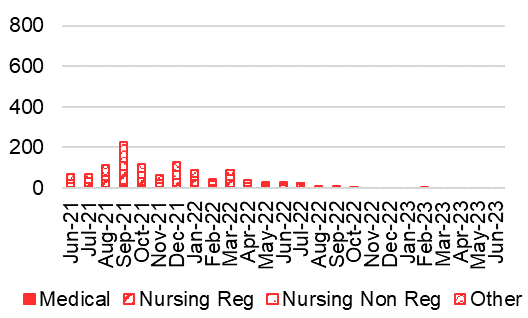 800
600
400
200
0
Jun-21
Jul-21
Aug-21
Sep-21
Oct-21
Nov-21
Dec-21
Jan-22
Feb-22
Mar-22
Apr-22
May-22
Jun-22
Jul-22
Aug-22
Sep-22
Oct-22
Nov-22
Dec-22
Jan-23
Feb-23
Mar-23
Apr-23
May-23
Jun-23
Medical Nursing Reg Nursing Non Reg Other